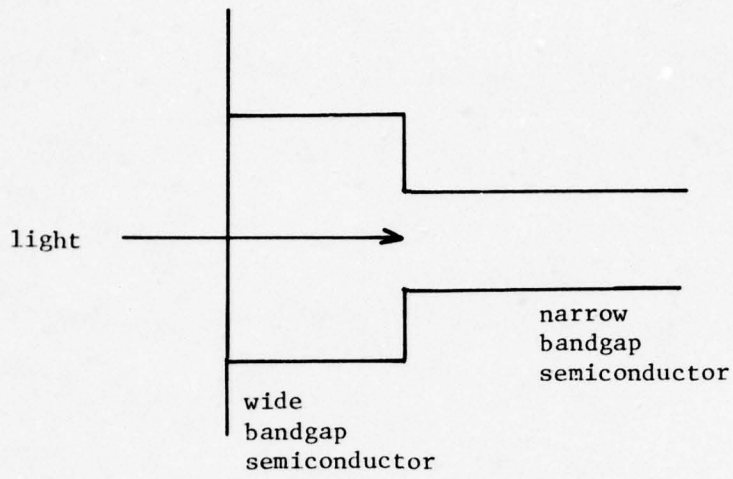 light
wide
bandgap
semiconductor
narrow
bandgap
semiconductor